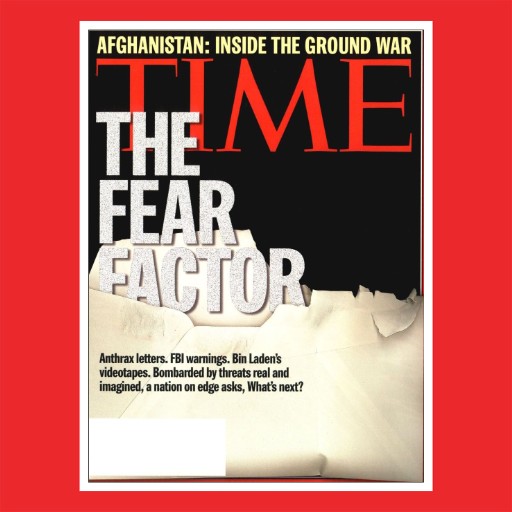 AFGHANISTAN: INSIDE THE GROUND WAR
TIME
THE
FEAR
FACTOR
Anthrax letters. FBI warnings. Bin Laden's
videotapes. Bombarded by threats real and
imagined, a nation on edge asks, What's next?